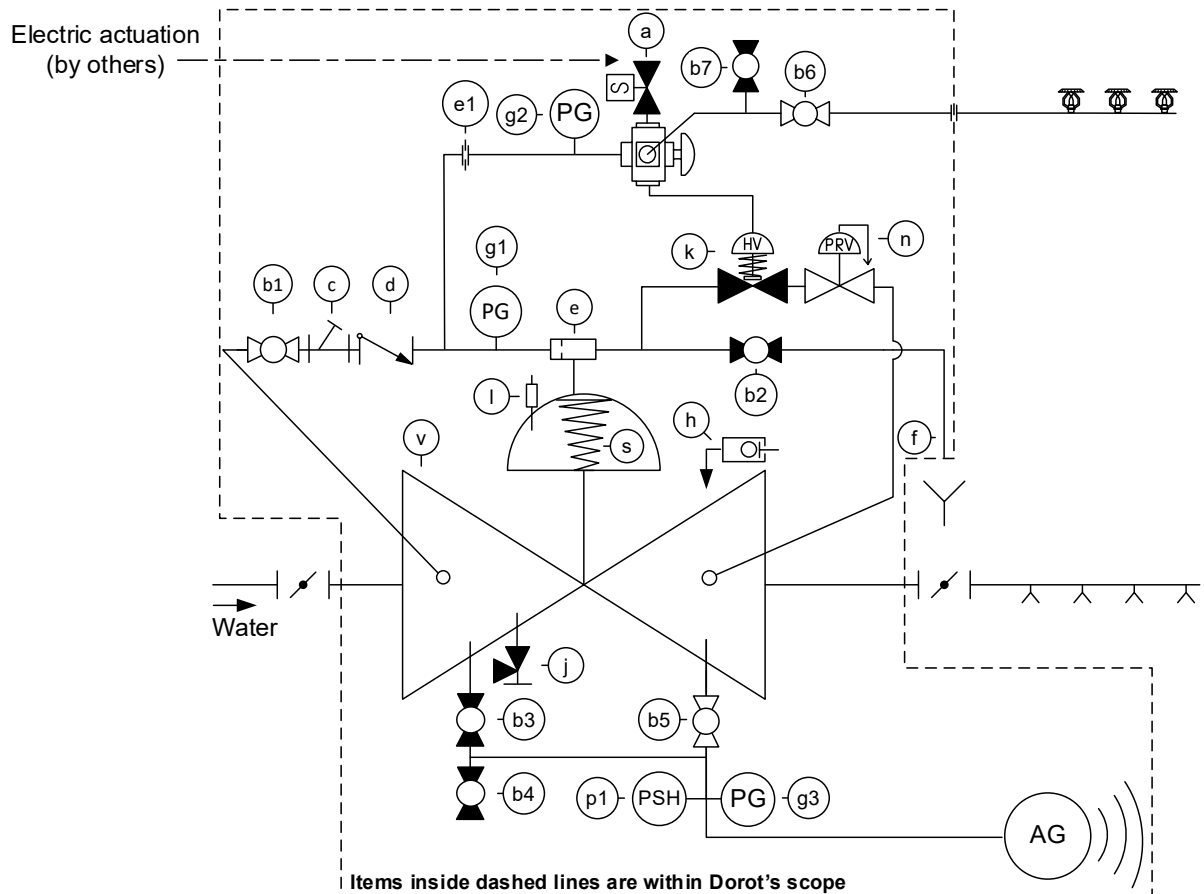 Electric actuation
(by others)
a
b7
b6
S
e1
g2
PG
g1
k
HV
PRV
n
b1
c
d
PG
e
b2
l
v
s
h
f
Water
j
b3
b5
b4
p1
PSH
PG
g3
AG
Items inside dashed lines are within Dorot's scope